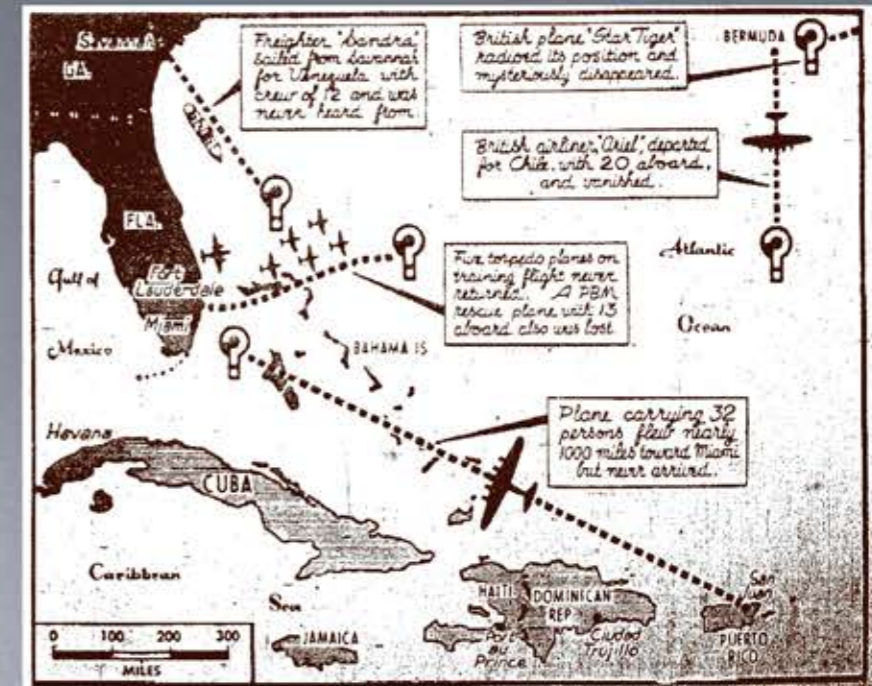 Savannah
GA.
Freighter "Sandra"
sailed from Savannah
for Venezuela with
crew of 12 and was
never heard from
British plane "Star Tiger"
radioed its position and
mysteriously disappeared.
BERMUDA
British airliner, "Ariel", departed
for Chile, with 20 aboard,
and vanished.
FLA.
Gulf of
Mexico
Fort
Lauderdale
Miami
Five torpedo planes on
training flight never
returned. A PBM
rescue plane with 13
aboard also was lost
Atlantic
Ocean
BAHAMA IS
Plane carrying 32
persons flew nearly
1000 miles toward Miami
but never arrived.
Havana
CUBA
Caribbean
Sea
HAITI
Port
au
Prince
DOMINICAN
REP
Ciudad
Trujillo
San
Juan
PUERTO
RICO
JAMAICA
0 100 200 300
MILES